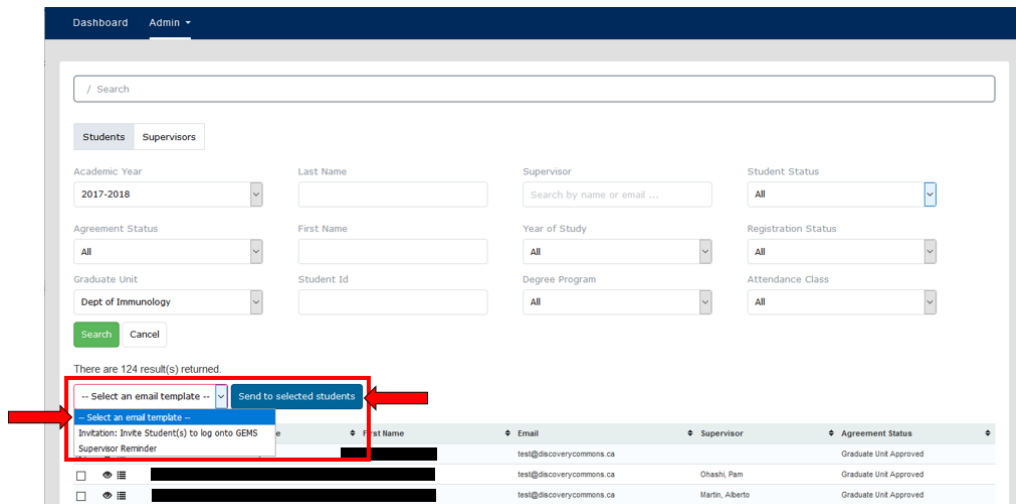 Dashboard Admin
/ Search
Students Supervisors
Academic Year Last Name Supervisor Student Status
2017-2018 Search by name or email ... All
Agreement Status First Name Year of Study Registration Status
All All All
Graduate Unit Student Id Degree Program Attendance Class
Dept of Immunology All All
Search Cancel
There are 124 result(s) returned.
-- Select an email template -- Send to selected students
-- Select an email template --
Invitation: Invite Student(s) to log onto GEMS
First Name Email Supervisor Agreement Status
Supervisor Reminder
test@discoverycommons.ca Graduate Unit Approved
test@discoverycommons.ca Ohashi, Pam Graduate Unit Approved
test@discoverycommons.ca Martin, Alberto Graduate Unit Approved